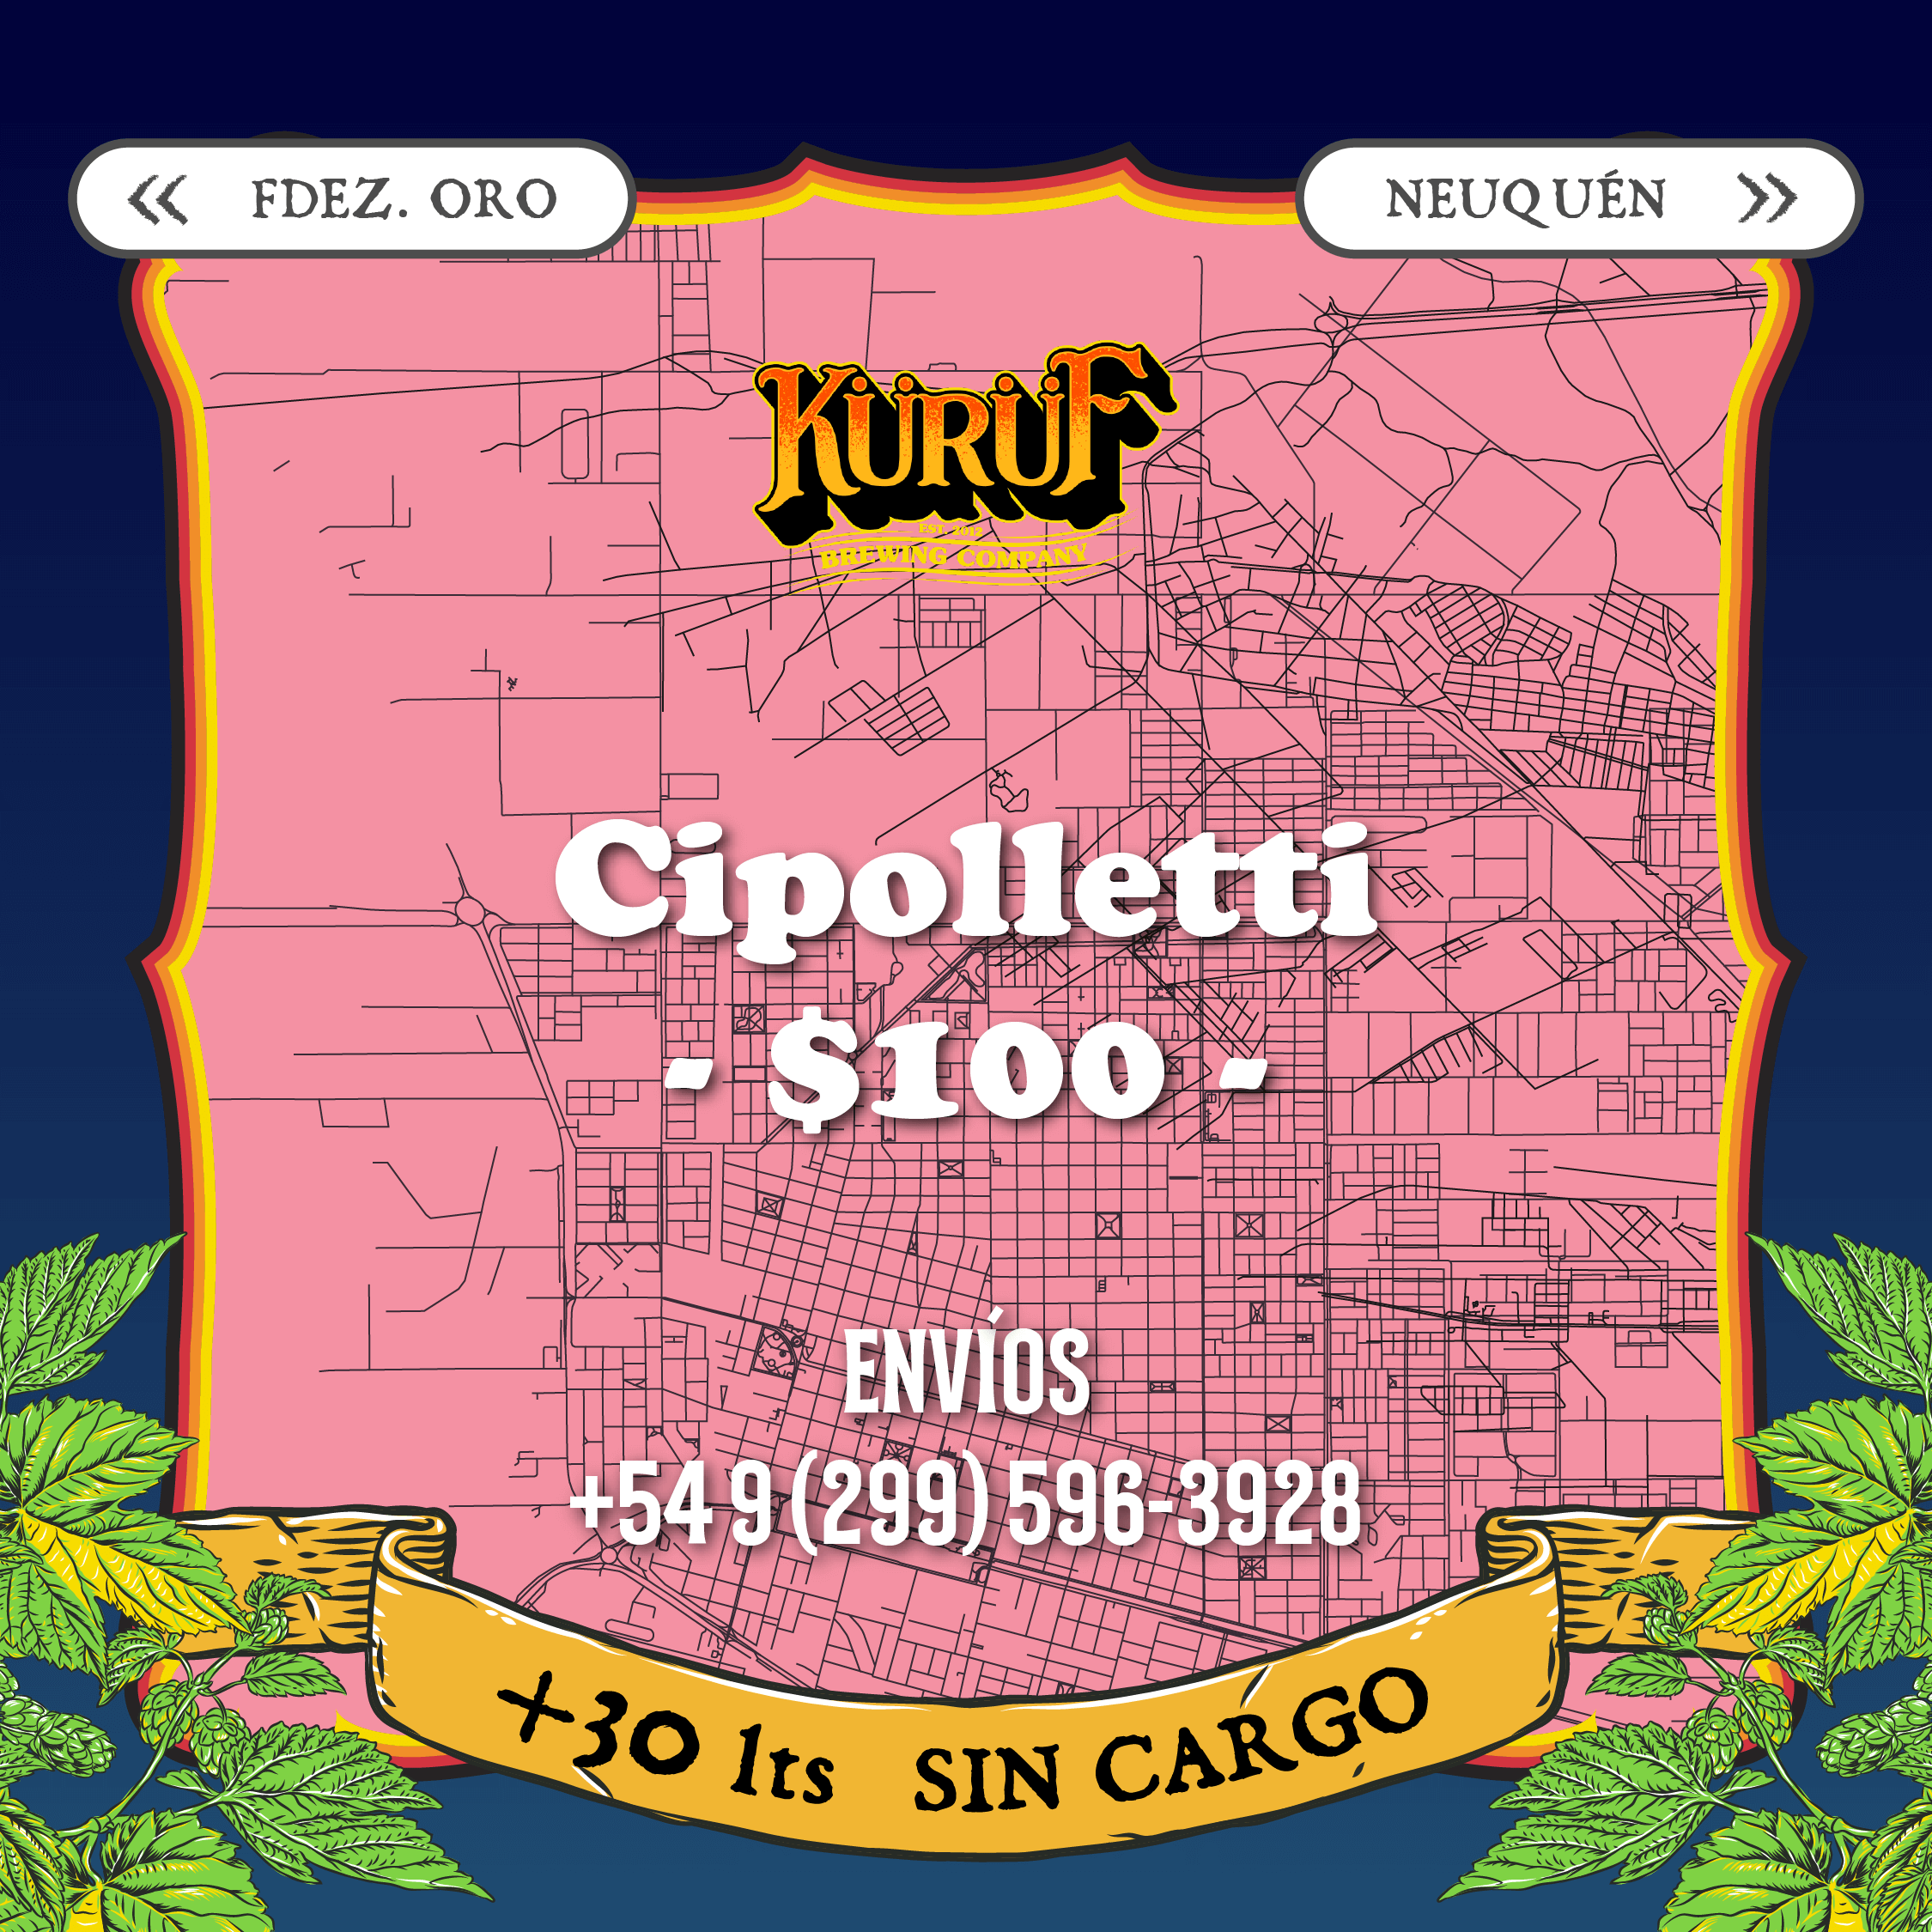 « FDEZ. ORO
NEUQUÉN »
KÜRÜF
EST. 2012
BREWING COMPANY
Cipolletti
- $100 -
ENVÍOS
+54 9 (299) 596-3928
+30 lts SIN CARGO